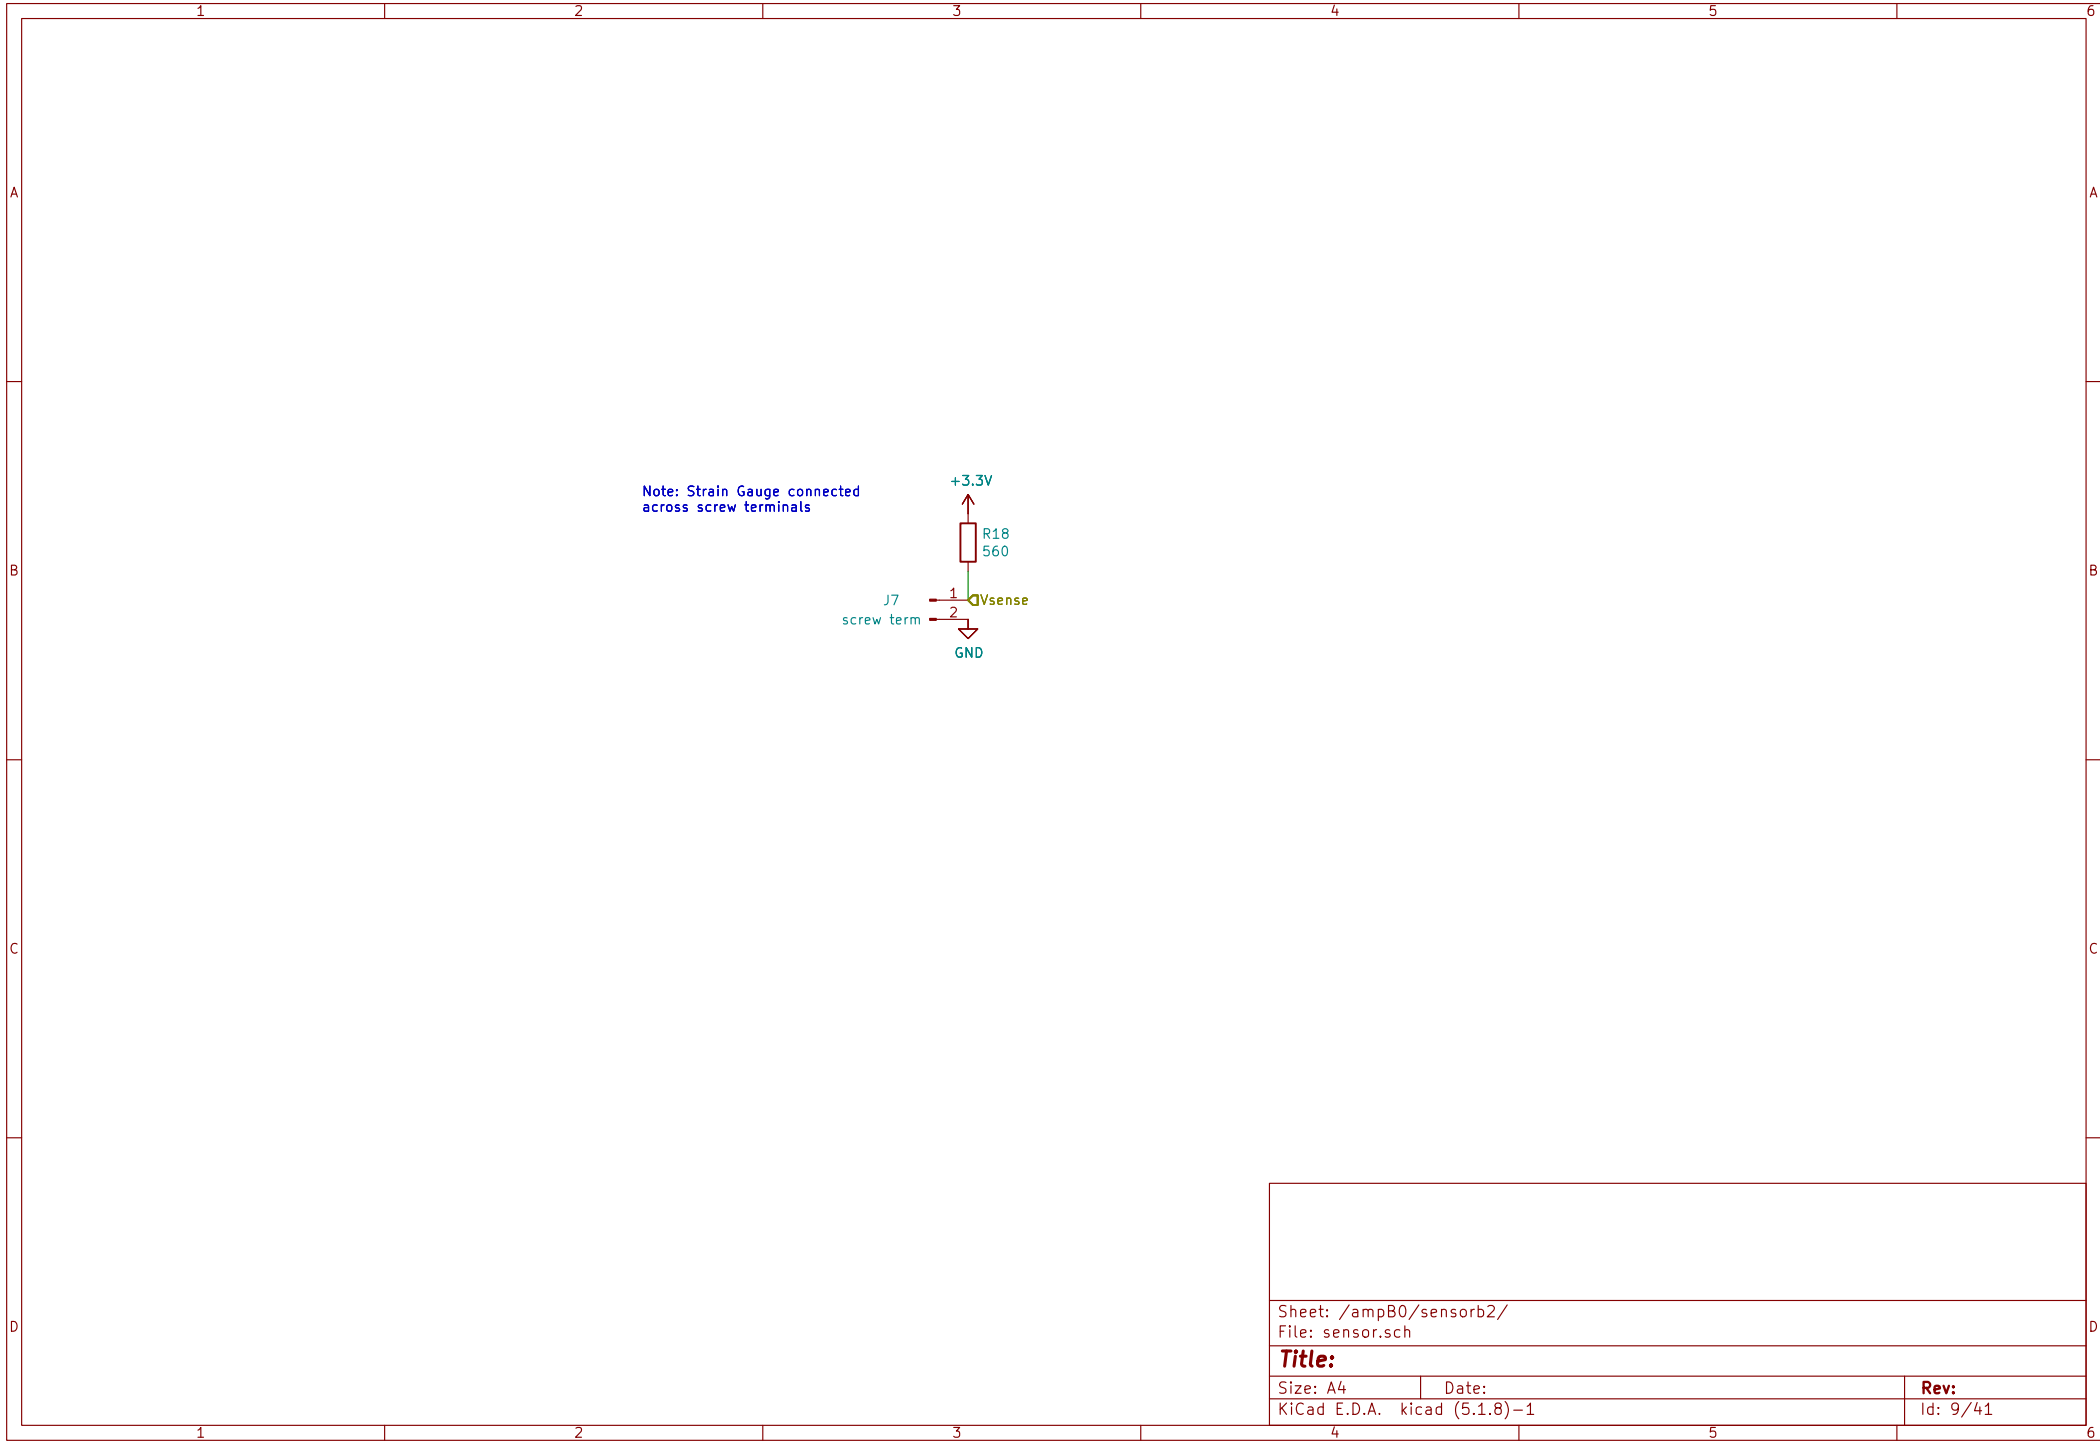 1 2 3 4 5 6
A A
+3.3V
Note: Strain Gauge connected
across screw terminals
R18
560
B B
1
J7 Vsense
2
screw term
GND
C C
Sheet: /ampB0/sensorb2/
File: sensor.sch
D D
Title:
Size: A4 Date: Rev:
KiCad E.D.A. kicad (5.1.8)-1 Id: 9/41
1 2 3 4 5 6